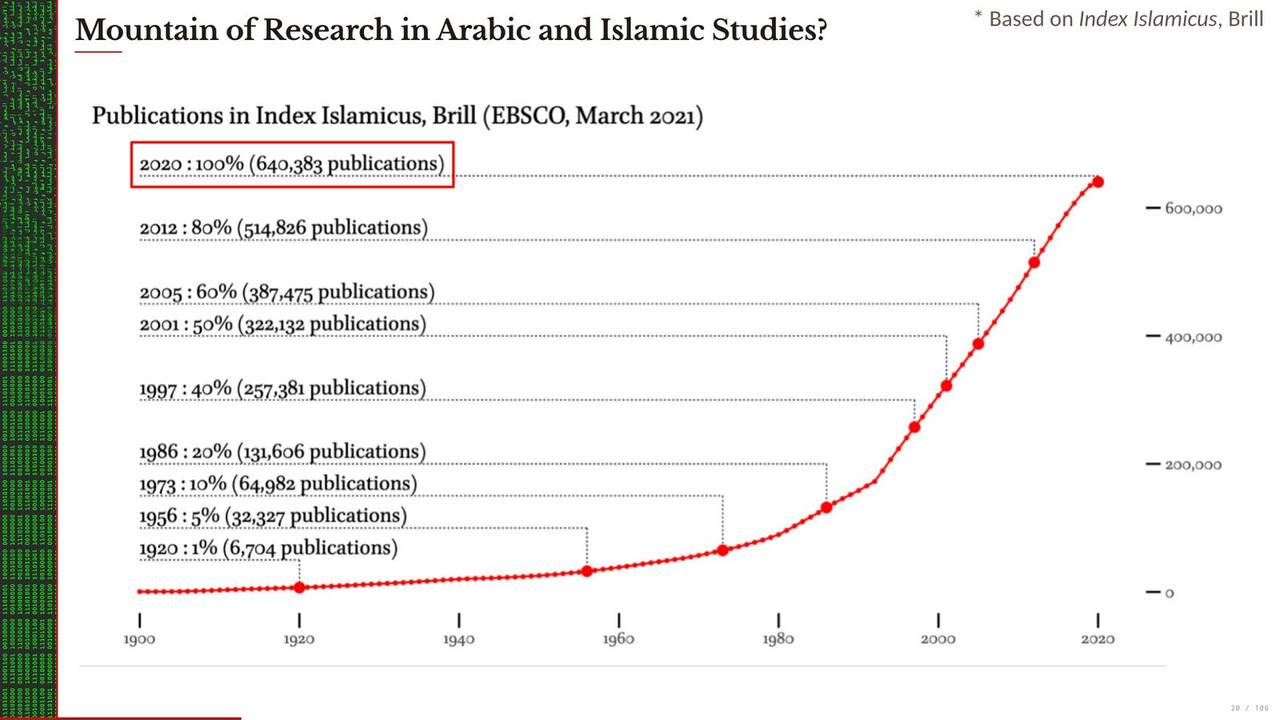 Mountain of Research in Arabic and Islamic Studies?
* Based on Index Islamicus, Brill
Publications in Index Islamicus, Brill (EBSCO, March 2021)
2020 : 100% (640,383 publications)
600,000
2012 : 80% (514,826 publications)
2005 : 60% (387,475 publications)
2001 : 50% (322,132 publications)
400,000
1997 : 40% (257,381 publications)
1986 : 20% (131,606 publications)
200,000
1973 : 10% (64,982 publications)
1956 : 5% (32,327 publications)
1920 : 1% (6,704 publications)
0
1900 1920 1940 1960 1980 2000 2020
20 / 106